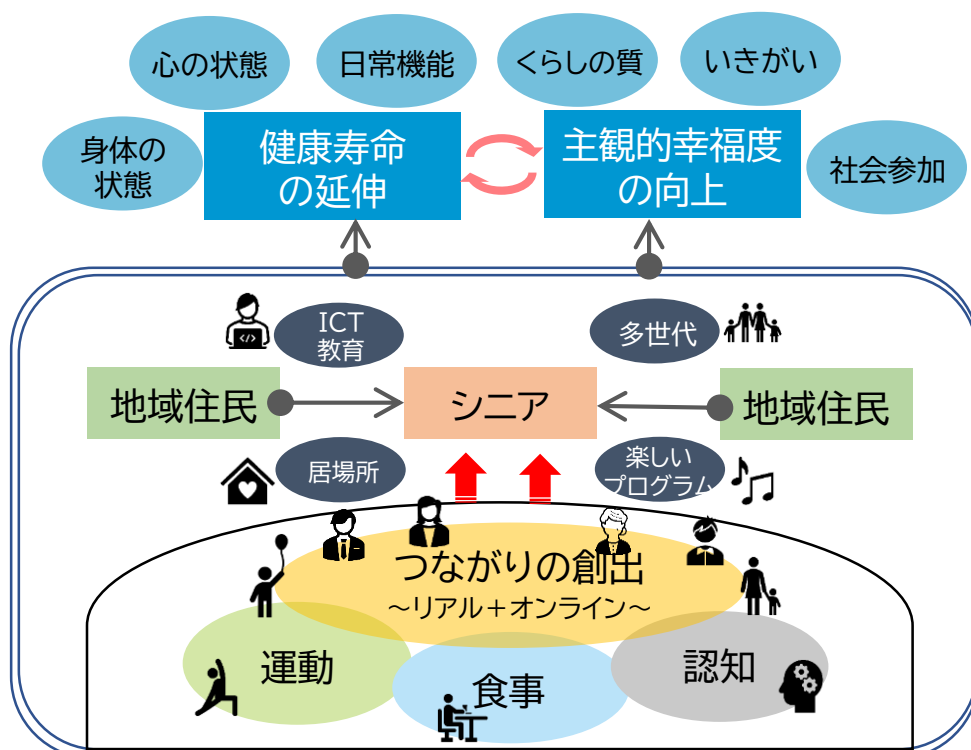 心の状態
日常機能
くらしの質
いきがい
身体の
状態
健康寿命
の延伸
主観的幸福度
の向上
社会参加
ICT
教育
多世代
地域住民
シニア
地域住民
居場所
楽しい
プログラム
つながりの創出
~リアル+オンライン~
運動
食事
認知